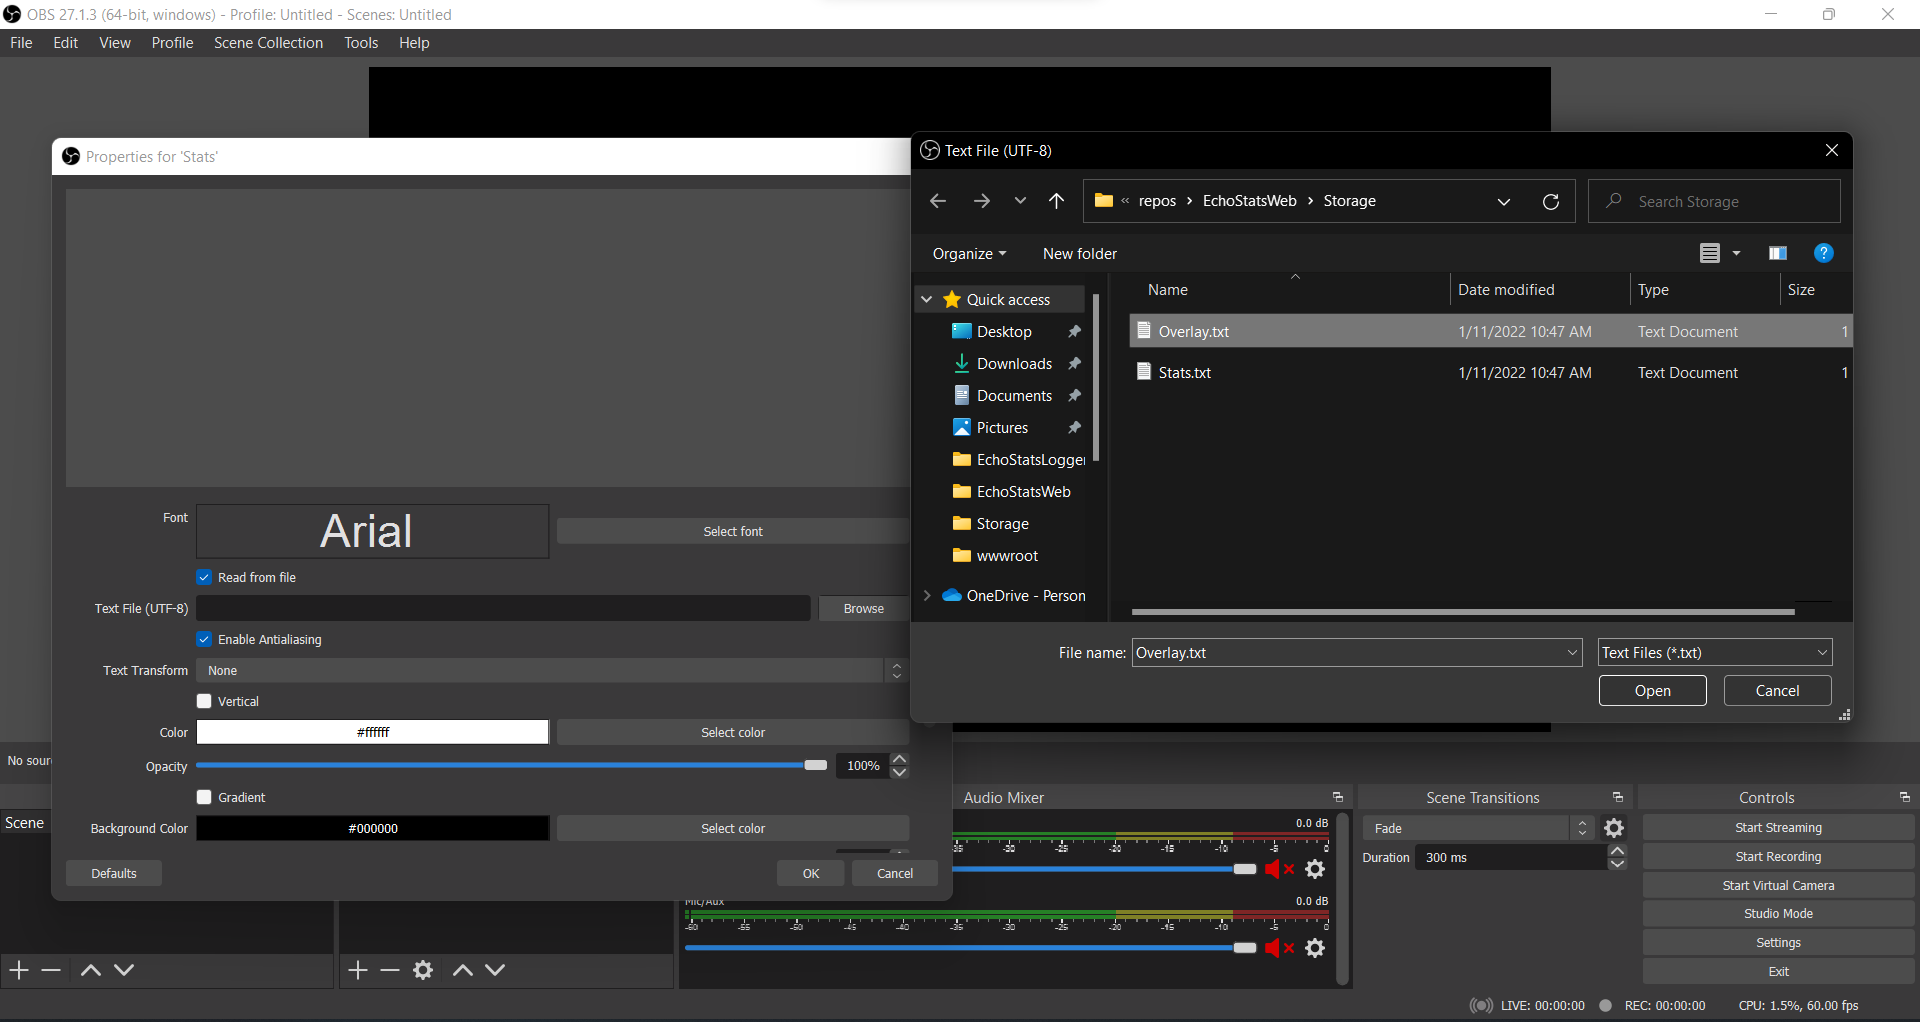 OBS 27.1.3 (64-bit, windows) - Profile: Untitled - Scenes: Untitled
File Edit View Profile Scene Collection Tools Help
Properties for 'Stats'
Font
Arial
Select font
Read from file
Text File (UTF-8)
Browse
Enable Antialiasing
Text Transform
None
Vertical
Color
#ffffff
Select color
Opacity
100%
Gradient
Background Color
#000000
Select color
Defaults
OK
Cancel
Text File (UTF-8)
« repos › EchoStatsWeb › Storage
Search Storage
Organize
New folder
Name Date modified Type Size
Overlay.txt 1/11/2022 10:47 AM Text Document 1
Stats.txt 1/11/2022 10:47 AM Text Document 1
Quick access
Desktop
Downloads
Documents
Pictures
EchoStatsLogger
EchoStatsWeb
Storage
wwwroot
OneDrive - Person
File name: Overlay.txt
Text Files (*.txt)
Open
Cancel
No sour
Scene
Audio Mixer
0.0 dB
-30 -25 -20 -15 -10 -5 0
Mic/Aux
0.0 dB
-60 -55 -50 -45 -40 -35 -30 -25 -20 -15 -10 -5 0
Scene Transitions
Fade
Duration 300 ms
Controls
Start Streaming
Start Recording
Start Virtual Camera
Studio Mode
Settings
Exit
LIVE: 00:00:00 REC: 00:00:00 CPU: 1.5%, 60.00 fps